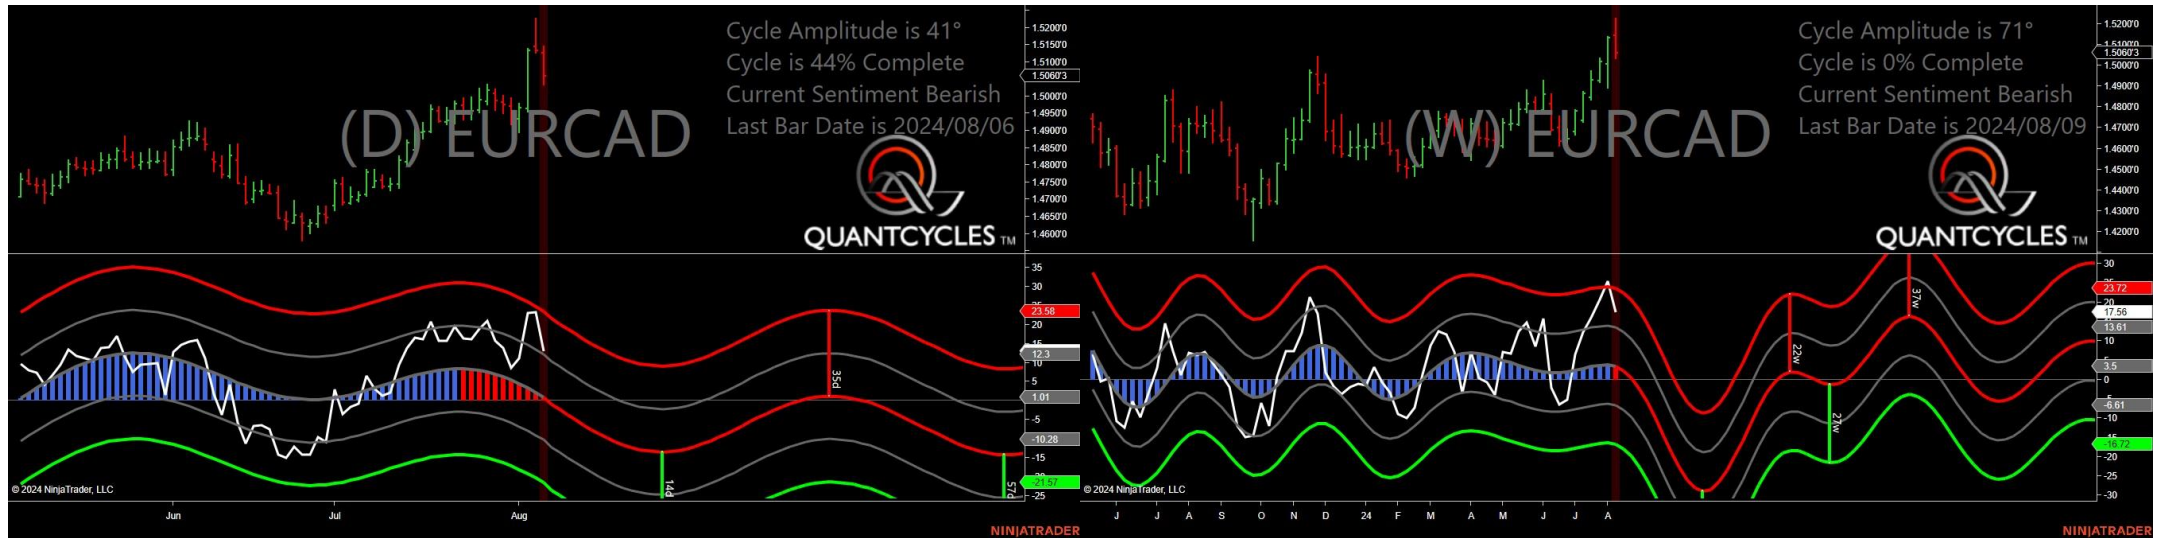 Cycle Amplitude is 41°
Cycle is 44% Complete
Current Sentiment Bearish
Last Bar Date is 2024/08/06
(D) EURCAD
QUANTCYCLES TM
1.5200'0
1.5150'0
1.5100'0
1.5060'3
1.5000'0
1.4950'0
1.4900'0
1.4850'0
1.4800'0
1.4750'0
1.4700'0
1.4650'0
1.4600'0
35
30
23.58
20
15
12.3
10
5
1.01
-5
-10.28
-15
-21.57
-25
35d
14d
57d
© 2024 NinjaTrader, LLC
Jun Jul Aug
NINJATRADER
Cycle Amplitude is 71°
Cycle is 0% Complete
Current Sentiment Bearish
Last Bar Date is 2024/08/09
(W) EURCAD
QUANTCYCLES TM
1.5200'0
1.5100'0
1.5060'3
1.5000'0
1.4900'0
1.4800'0
1.4700'0
1.4600'0
1.4500'0
1.4400'0
1.4300'0
1.4200'0
30
23.72
20
17.56
13.61
10
3.5
0
-6.61
-10
-16.72
-20
-25
-30
22w
27w
37w
© 2024 NinjaTrader, LLC
J J A S O N D 24 F M A M J J A
NINJATRADER